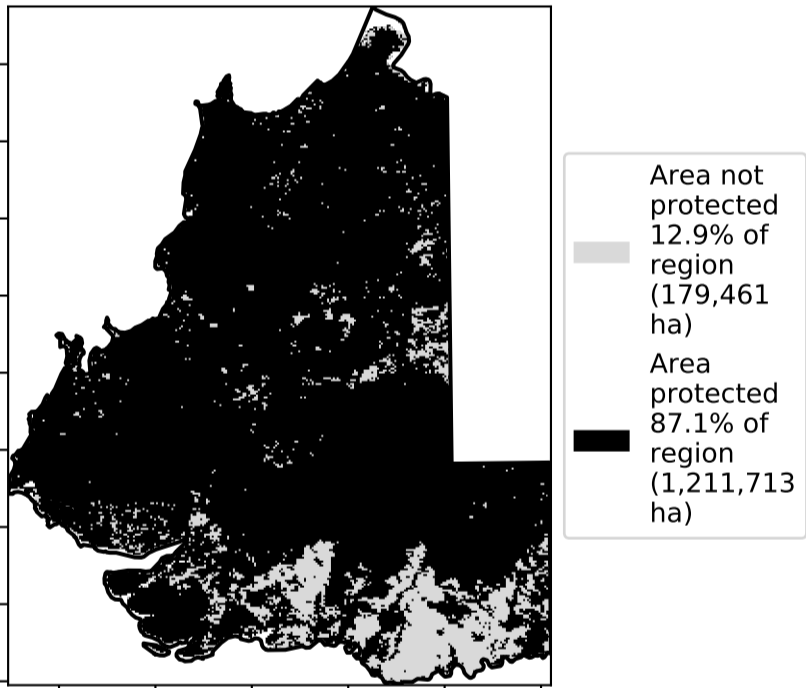 Area not
protected
12.9% of
region
(179,461
ha)
Area
protected
87.1% of
region
(1,211,713
ha)